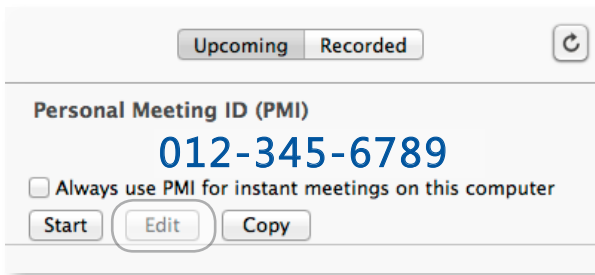 Upcoming Recorded
Personal Meeting ID (PMI)
012-345-6789
Always use PMI for instant meetings on this computer
Start Edit Copy